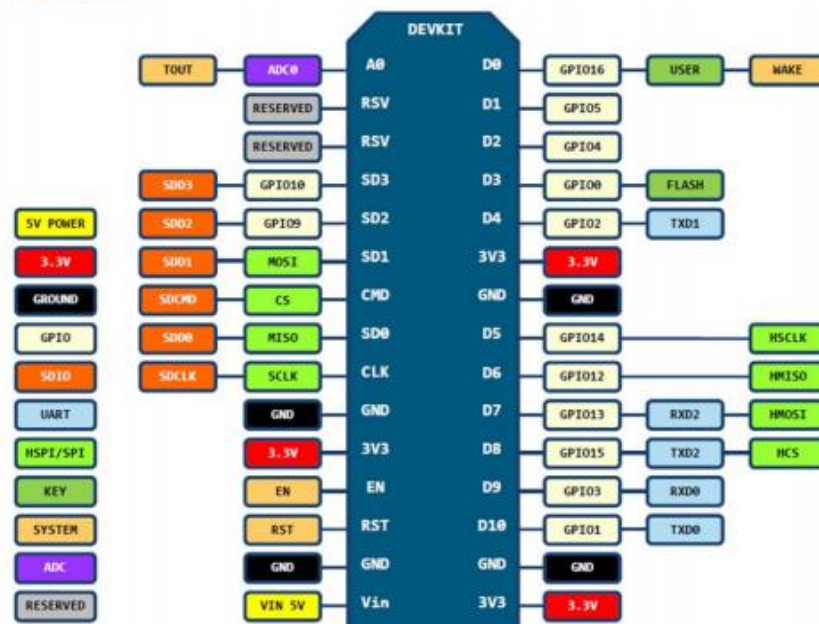 DEVKIT
TOUT ADC0 A0 D0 GPIO16 USER WAKE
RESERVED RSV D1 GPIO5
RESERVED RSV D2 GPIO4
SDD3 GPIO10 SD3 D3 GPIO0 FLASH
5V POWER SDD2 GPIO9 SD2 D4 GPIO2 TXD1
3.3V SDD1 MOSI SD1 3V3 3.3V
GROUND SDCMD CS CMD GND GND
GPIO SDD0 MISO SD0 D5 GPIO14 HSCLK
SDIO SDCLK SCLK CLK D6 GPIO12 HMISO
UART GND GND D7 GPIO13 RXD2 HMOSI
HSPI/SPI 3.3V 3V3 D8 GPIO15 TXD2 HCS
KEY EN EN D9 GPIO3 RXD0
SYSTEM RST RST D10 GPIO1 TXD0
ADC GND GND GND GND
RESERVED VIN 5V Vin 3V3 3.3V